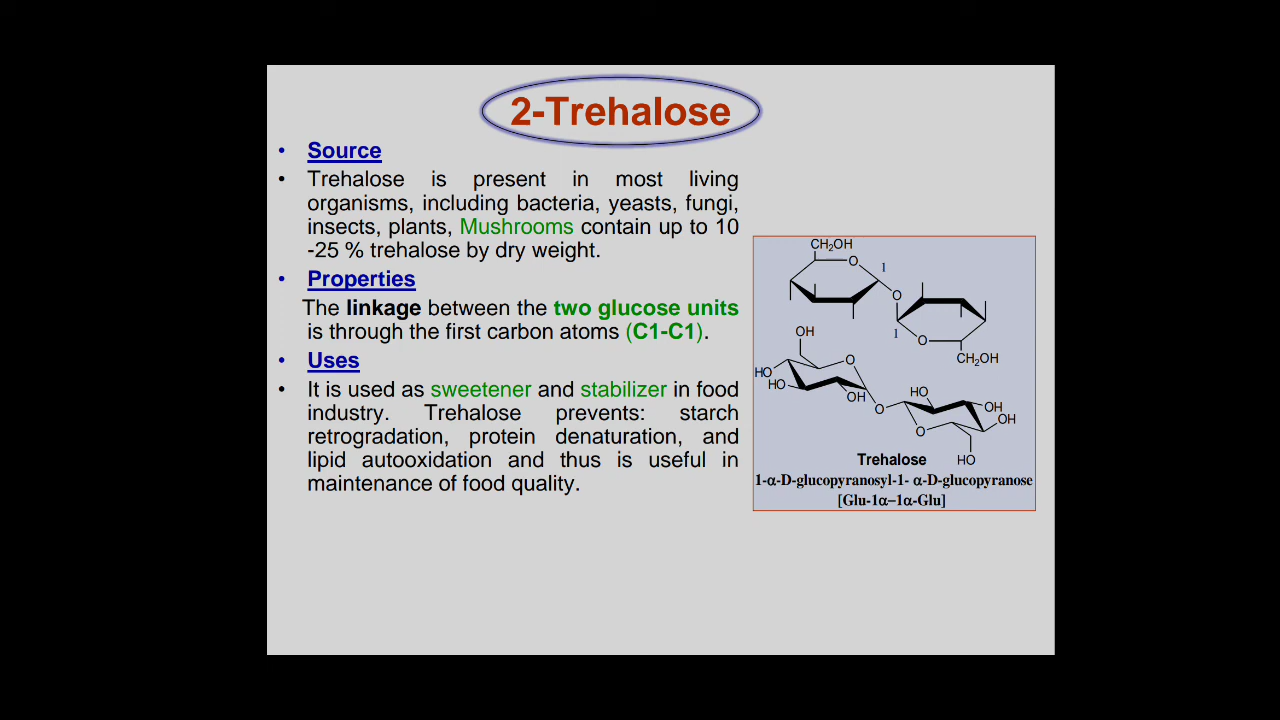 2-Trehalose
• Source
• Trehalose is present in most living
organisms, including bacteria, yeasts, fungi,
insects, plants, Mushrooms contain up to 10
-25 % trehalose by dry weight.
• Properties
The linkage between the two glucose units
is through the first carbon atoms (C1-C1).
• Uses
• It is used as sweetener and stabilizer in food
industry. Trehalose prevents: starch
retrogradation, protein denaturation, and
lipid autooxidation and thus is useful in
maintenance of food quality.
CH₂OH
O
1
O
1
O
CH₂OH
OH
O
HO
HO
OH
O
HO
OH
OH
O
HO
Trehalose
1-α-D-glucopyranosyl-1- α-D-glucopyranose
[Glu-1α–1α-Glu]